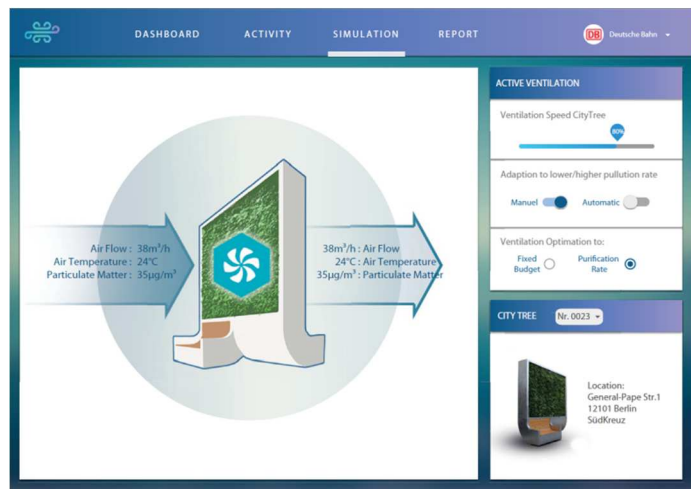 DASHBOARD
ACTIVITY
SIMULATION
REPORT
DB
Deutsche Bahn
Air Flow : 38m³/h
Air Temperature : 24°C
Particulate Matter : 35µg/m³
38m³/h : Air Flow
24°C : Air Temperature
35µg/m³ : Particulate Matter
ACTIVE VENTILATION
Ventilation Speed CityTree
80%
Adaption to lower/higher pullution rate
Manuel
Automatic
Ventilation Optimation to:
Fixed
Budget
Purification
Rate
CITY TREE
Nr. 0023
Location:
General-Pape Str.1
12101 Berlin
SüdKreuz